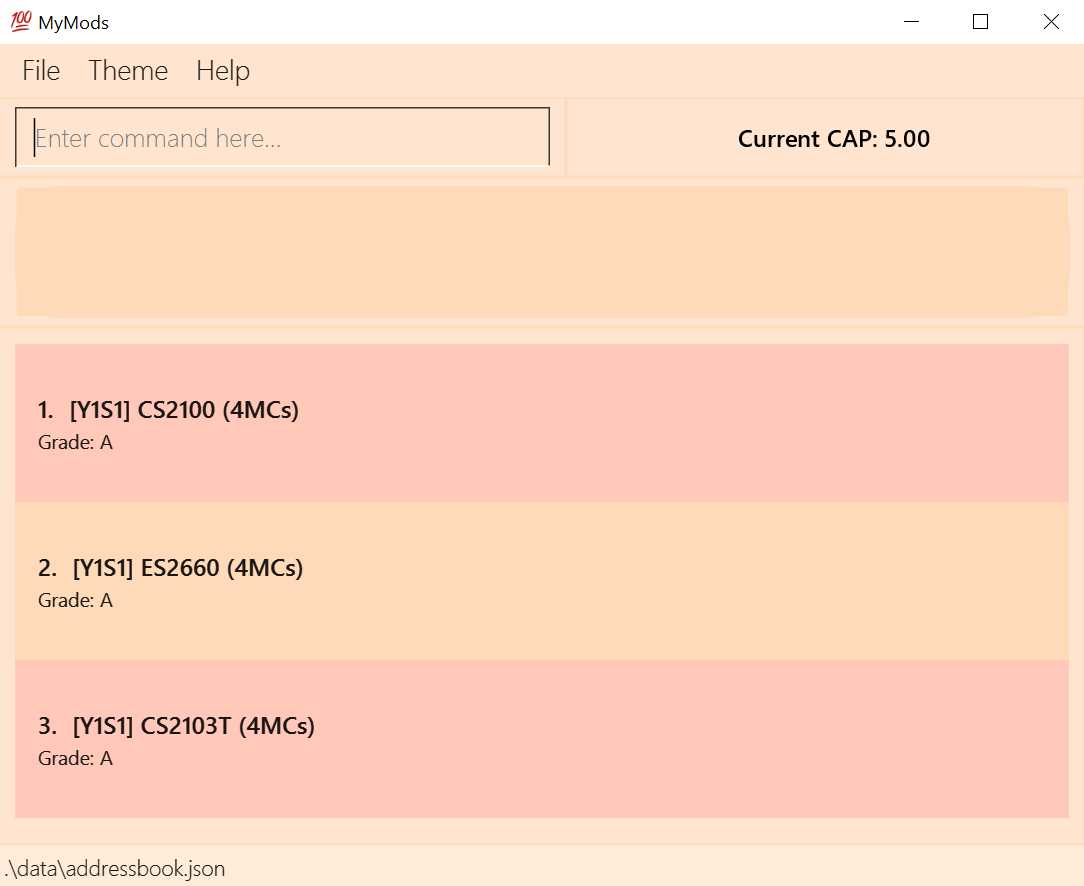 MyMods
File Theme Help
Enter command here...
Current CAP: 5.00
1. [Y1S1] CS2100 (4MCs)
Grade: A
2. [Y1S1] ES2660 (4MCs)
Grade: A
3. [Y1S1] CS2103T (4MCs)
Grade: A
.\data\addressbook.json